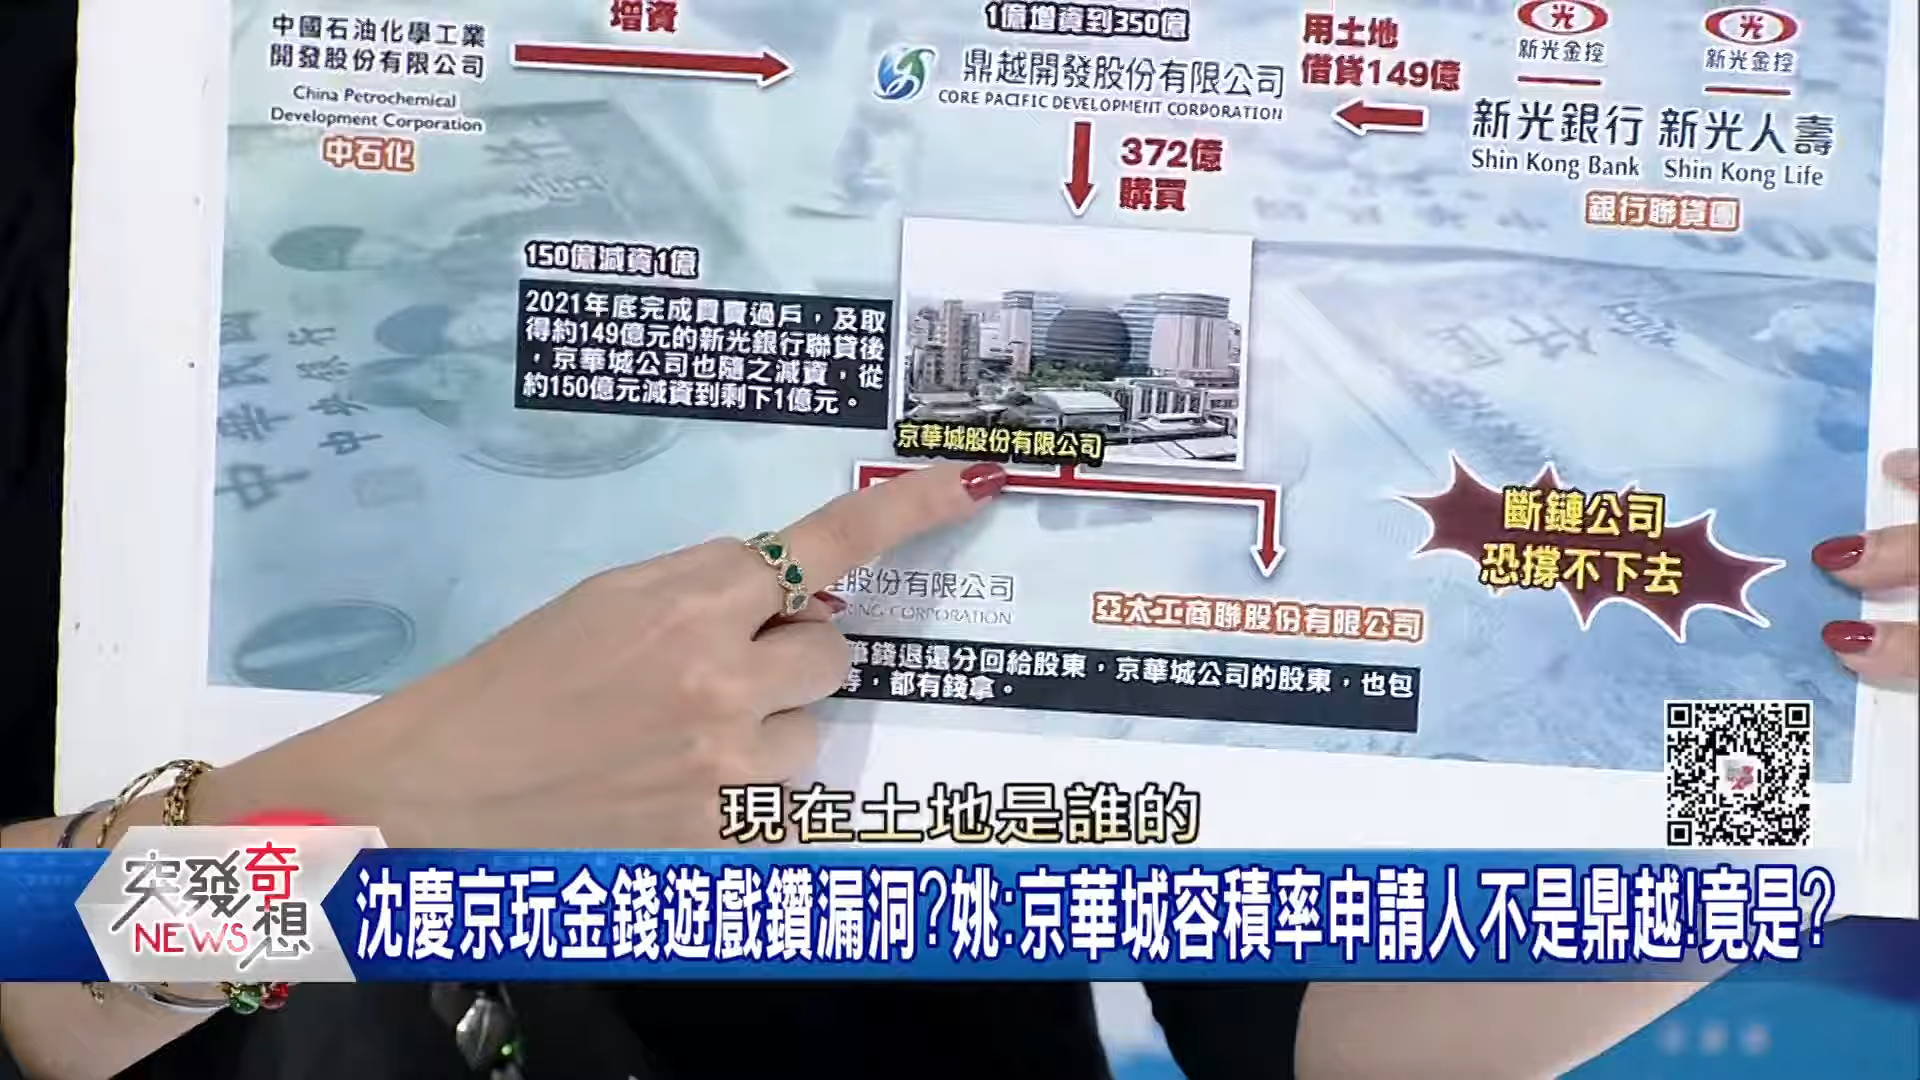 中國石油化學工業
開發股份有限公司
China Petrochemical
Development Corporation
中石化
增資
1億增資到350億
鼎越開發股份有限公司
CORE PACIFIC DEVELOPMENT CORPORATION
用土地
借貸149億
新光金控
新光銀行
Shin Kong Bank
新光金控
新光人壽
Shin Kong Life
銀行聯貸團
372億
購買
150億減資1億
2021年底完成買賣過戶，及取
得約149億元的新光銀行聯貸後
，京華城公司也隨之減資，從
約150億元減資到剩下1億元。
京華城股份有限公司
斷鏈公司
恐撐不下去
股份有限公司
RING CORPORATION
亞太工商聯股份有限公司
筆錢退還分回給股東，京華城公司的股東，也包
等，都有錢拿。
現在土地是誰的
突發奇想
NEWS
沈慶京玩金錢遊戲鑽漏洞?姚:京華城容積率申請人不是鼎越!竟是?